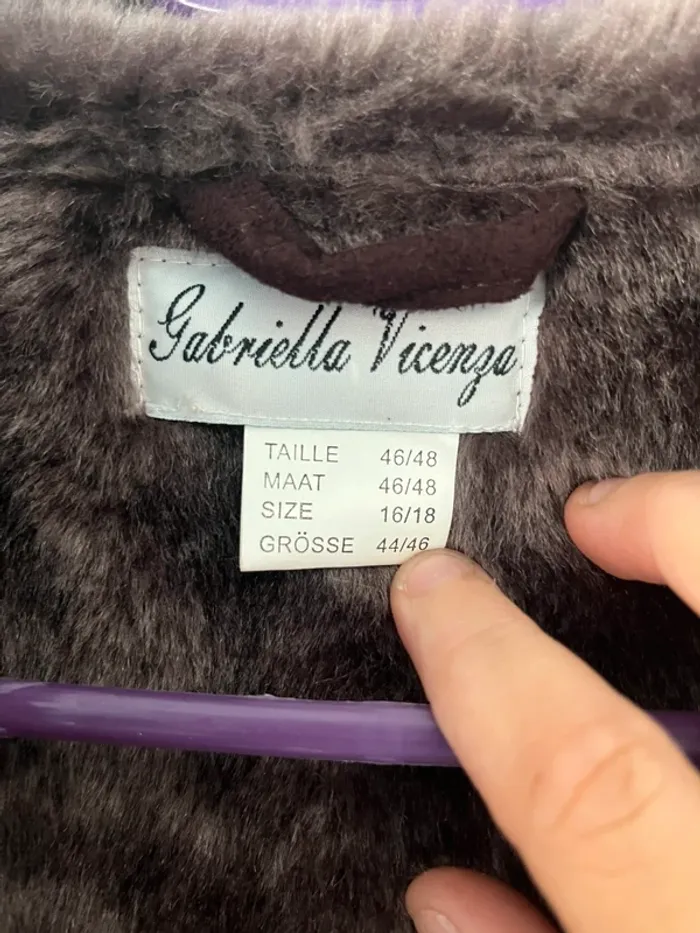 Gabriella Vicenza
TAILLE 46/48
MAAT 46/48
SIZE 16/18
GRÖSSE 44/46